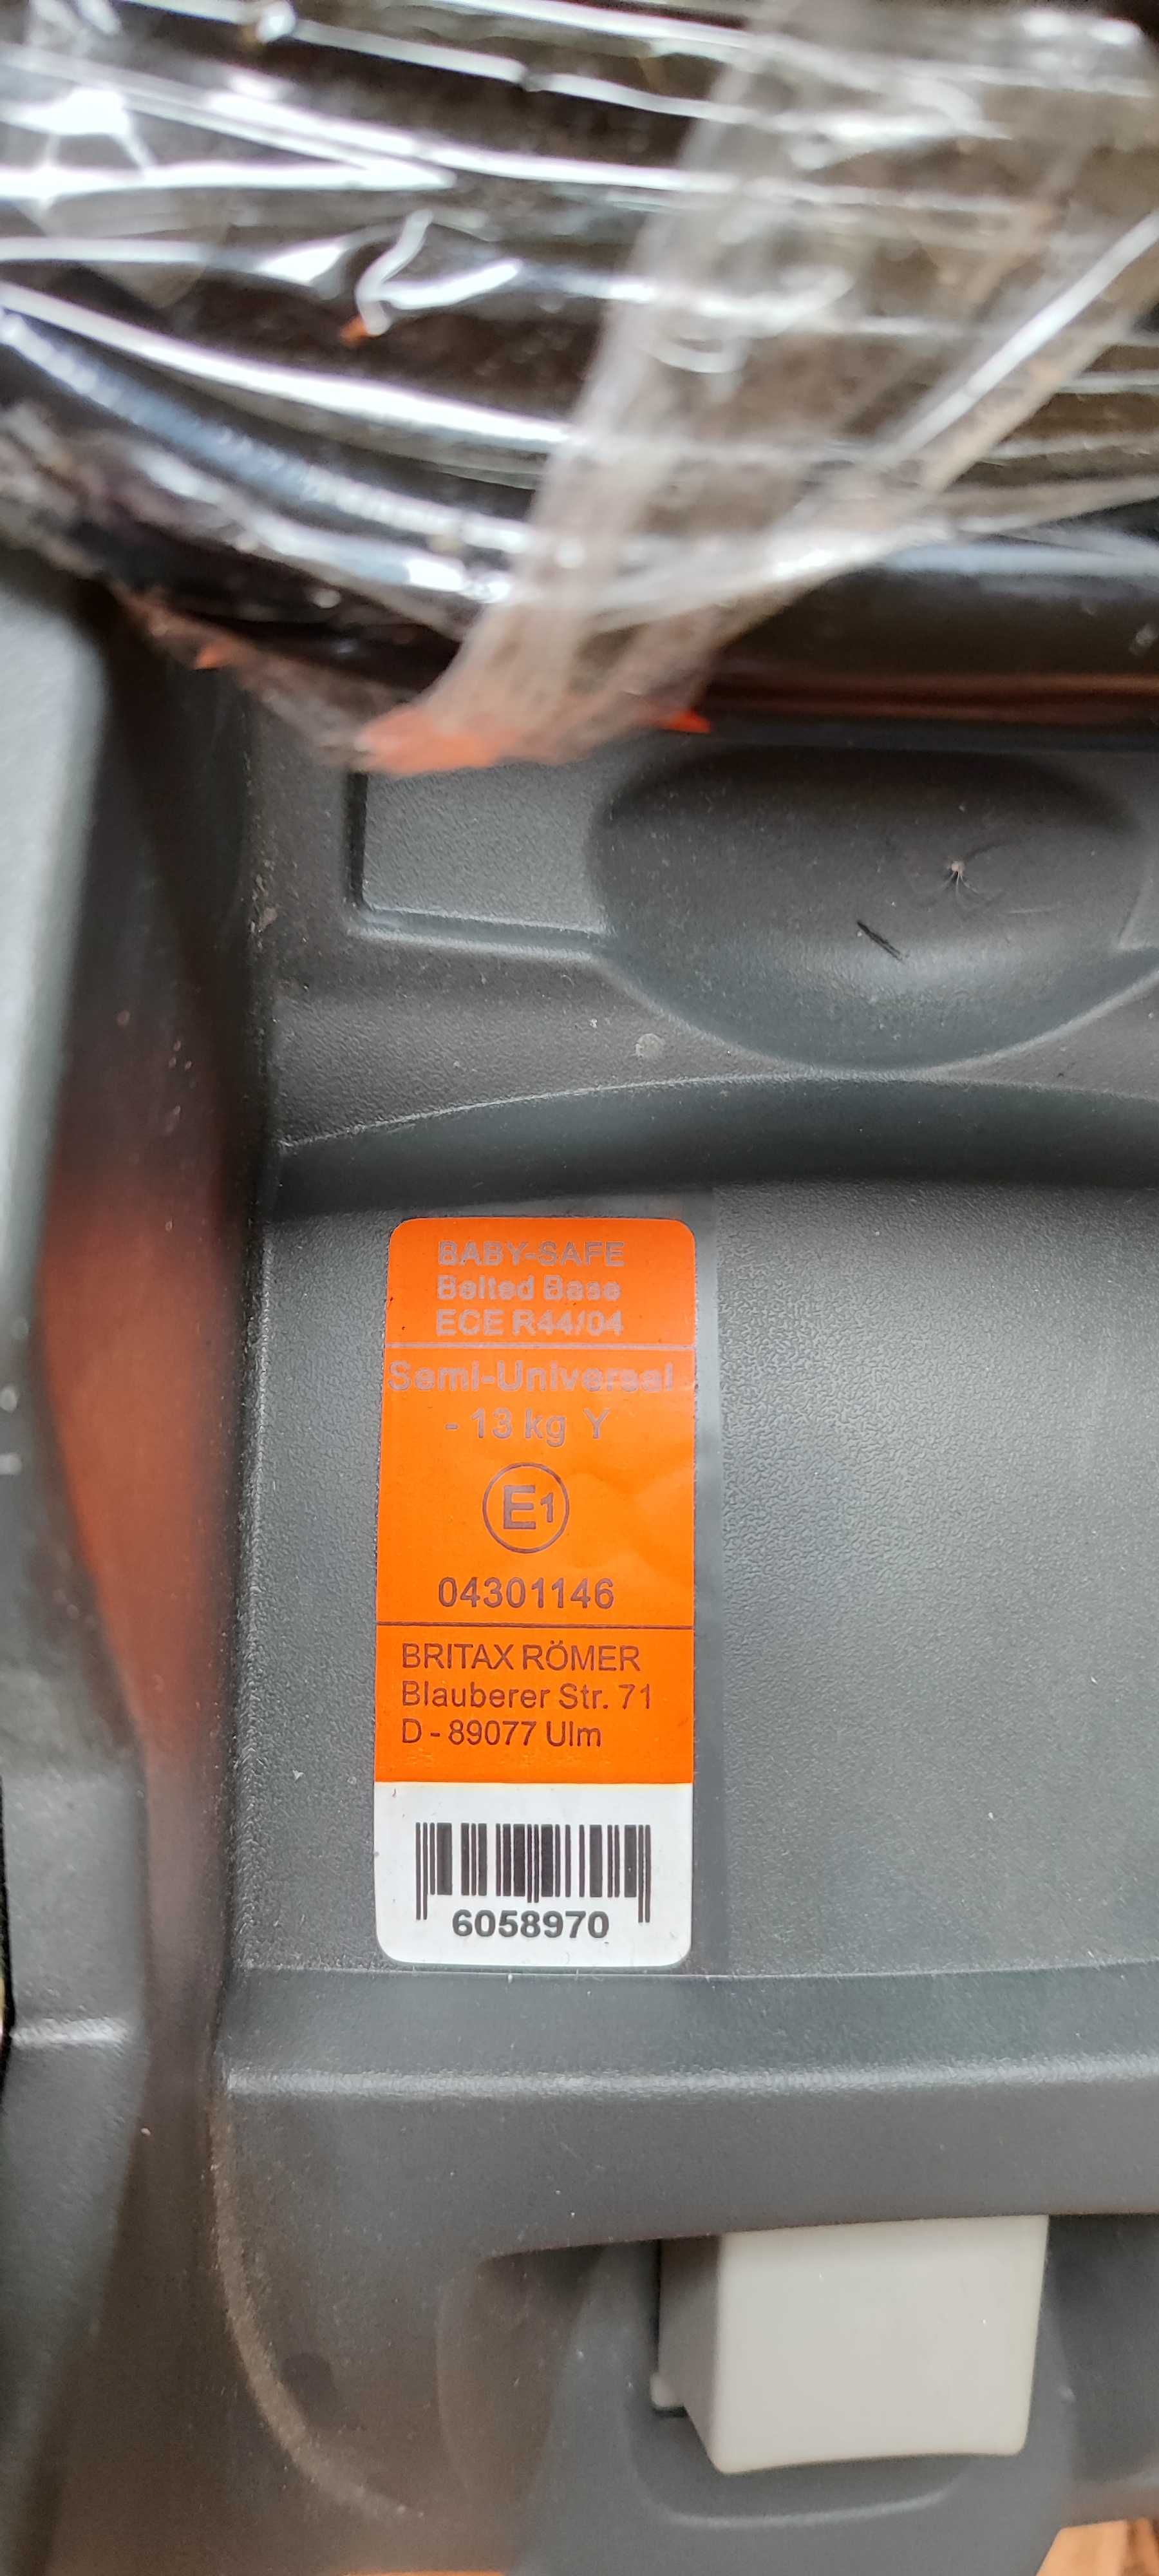 BABY-SAFE
Belted Base
ECE R44/04
Semi-Universal
- 13 kg Y
E1
04301146
BRITAX RÖMER
Blauberer Str. 71
D - 89077 Ulm
6058970